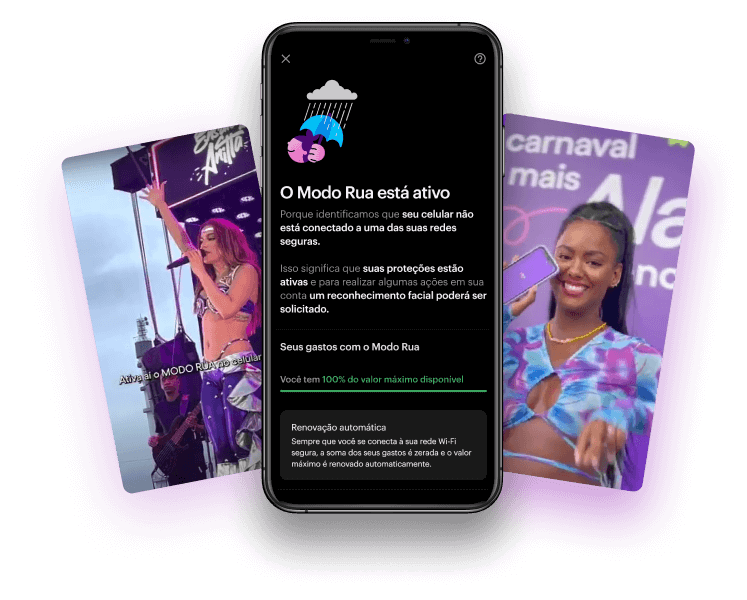 Anitta
Ativa aí o MODO RUA no celular
O Modo Rua está ativo
Porque identificamos que seu celular não
está conectado a uma das suas redes
seguras.
Isso significa que suas proteções estão
ativas e para realizar algumas ações em sua
conta um reconhecimento facial poderá ser
solicitado.
Seus gastos com o Modo Rua
Você tem 100% do valor máximo disponível
Renovação automática
Sempre que você se conecta à sua rede Wi-Fi
segura, a soma dos seus gastos é zerada e o valor
máximo é renovado automaticamente.
carnaval
mais
Ala